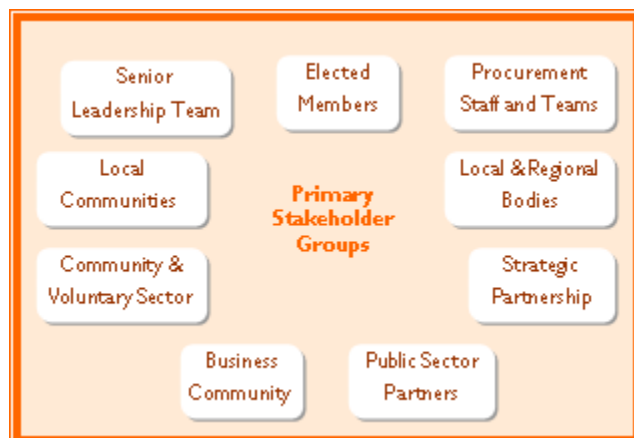 Senior
Leadership Team
Elected
Members
Procurement
Staff and Teams
Local
Communities
Primary
Stakeholder
Groups
Local & Regional
Bodies
Community &
Voluntary Sector
Strategic
Partnership
Business
Community
Public Sector
Partners